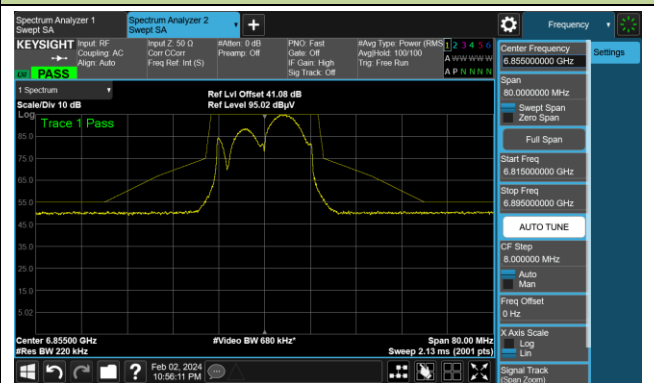 Spectrum Analyzer 1
Swept SA
Spectrum Analyzer 2
Swept SA
+
Frequency
KEYSIGHT
Input: RF
Coupling: AC
Align: Auto
Input Z: 50 Ω
Corr CCorr
Freq Ref: Int (S)
#Atten: 0 dB
Preamp: Off
PNO: Fast
Gate: Off
IF Gain: High
Sig Track: Off
#Avg Type: Power (RMS
Avg|Hold: 100/100
Trig: Free Run
1 2 3 4 5 6
A W W W W W
A P N N N N
PASS
Center Frequency
6.855000000 GHz
Settings
Span
80.0000000 MHz
Swept Span
Zero Span
Full Span
Start Freq
6.815000000 GHz
Stop Freq
6.895000000 GHz
AUTO TUNE
CF Step
8.000000 MHz
Auto
Man
Freq Offset
0 Hz
X Axis Scale
Log
Lin
Signal Track
(Span Zoom)
1 Spectrum
Scale/Div 10 dB
Ref Lvl Offset 41.08 dB
Ref Level 95.02 dBµV
Log
Trace 1 Pass
85.0
75.0
65.0
55.0
45.0
35.0
25.0
15.0
5.02
Center 6.85500 GHz
#Video BW 680 kHz*
Span 80.00 MHz
#Res BW 220 kHz
Sweep 2.13 ms (2001 pts)
?
Feb 02, 2024
10:56:11 PM